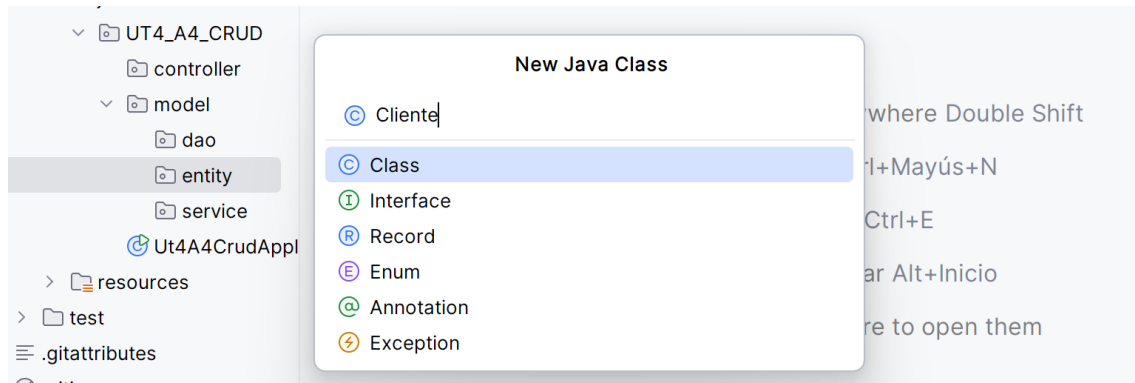 UT4_A4_CRUD
controller
model
dao
entity
service
Ut4A4CrudAppl
resources
test
.gitattributes
New Java Class
Cliente
Class
Interface
Record
Enum
Annotation
Exception
where Double Shift
l+Mayús+N
Ctrl+E
ar Alt+Inicio
re to open them